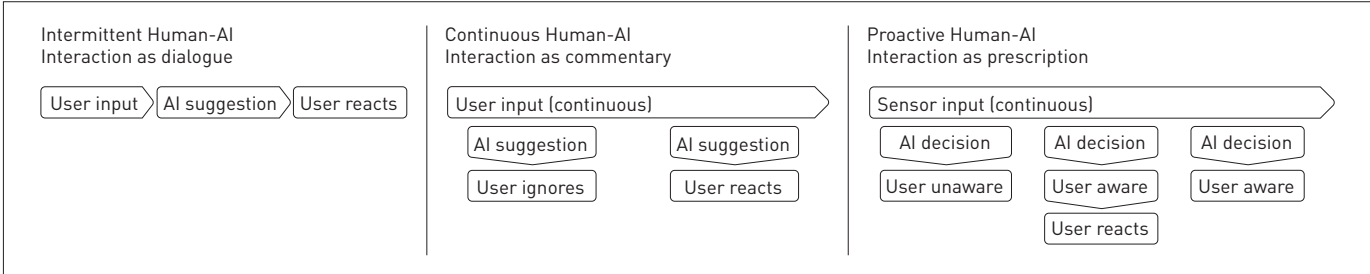 Intermittent Human-AI
Interaction as dialogue
User input
AI suggestion
User reacts
Continuous Human-AI
Interaction as commentary
User input (continuous)
AI suggestion
User ignores
AI suggestion
User reacts
Proactive Human-AI
Interaction as prescription
Sensor input (continuous)
AI decision
User unaware
AI decision
User aware
User reacts
AI decision
User aware